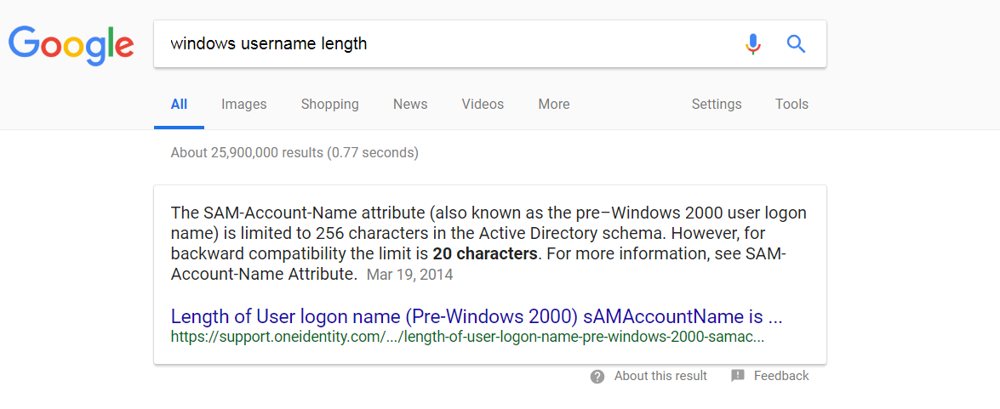 Google
windows username length
All Images Shopping News Videos More Settings Tools
About 25,900,000 results (0.77 seconds)
The SAM-Account-Name attribute (also known as the pre–Windows 2000 user logon
name) is limited to 256 characters in the Active Directory schema. However, for
backward compatibility the limit is 20 characters. For more information, see SAM-
Account-Name Attribute. Mar 19, 2014
Length of User logon name (Pre-Windows 2000) sAMAccountName is ...
https://support.oneidentity.com/.../length-of-user-logon-name-pre-windows-2000-samac...
About this result Feedback